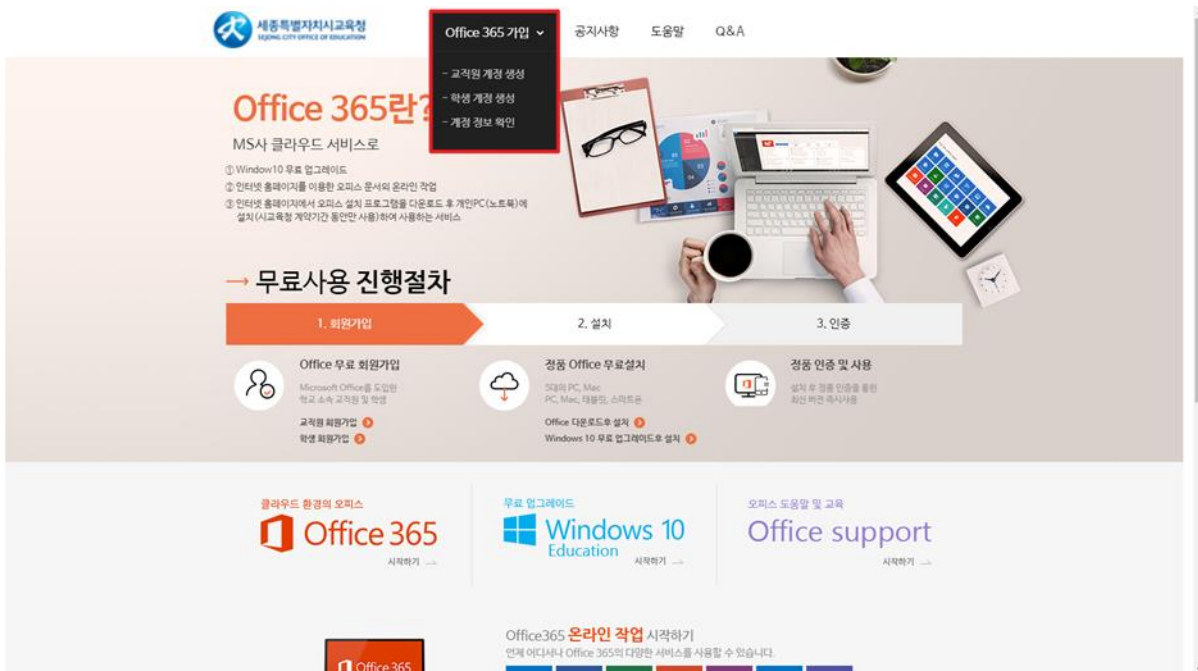 세종특별자치시교육청
SEJONG CITY OFFICE OF EDUCATION
Office 365 가입
공지사항
도움말
Q&A
- 교직원 계정 생성
- 학생 계정 생성
- 계정 정보 확인
Office 365란?
MS사 클라우드 서비스로
① Window10 무료 업그레이드
② 인터넷 홈페이지를 이용한 오피스 문서의 온라인 작업
③ 인터넷 홈페이지에서 오피스 설치 프로그램을 다운로드 후 개인PC(노트북)에
설치(시교육청 계약기간 동안만 사용)하여 사용하는 서비스
→ 무료사용 진행절차
1. 회원가입
2. 설치
3. 인증
Office 무료 회원가입
Microsoft Office를 도입한
학교 소속 교직원 및 학생
교직원 회원가입
학생 회원가입
정품 Office 무료설치
5대의 PC, Mac
PC, Mac, 태블릿, 스마트폰
Office 다운로드후 설치
Windows 10 무료 업그레이드후 설치
정품 인증 및 사용
설치 후 정품 인증을 통한
최신 버전 즉시사용
클라우드 환경의 오피스
Office 365
시작하기
무료 업그레이드
Windows 10
Education
시작하기
오피스 도움말 및 교육
Office support
시작하기
Office 365
Office365 온라인 작업 시작하기
언제 어디서나 Office 365의 다양한 서비스를 사용할 수 있습니다.